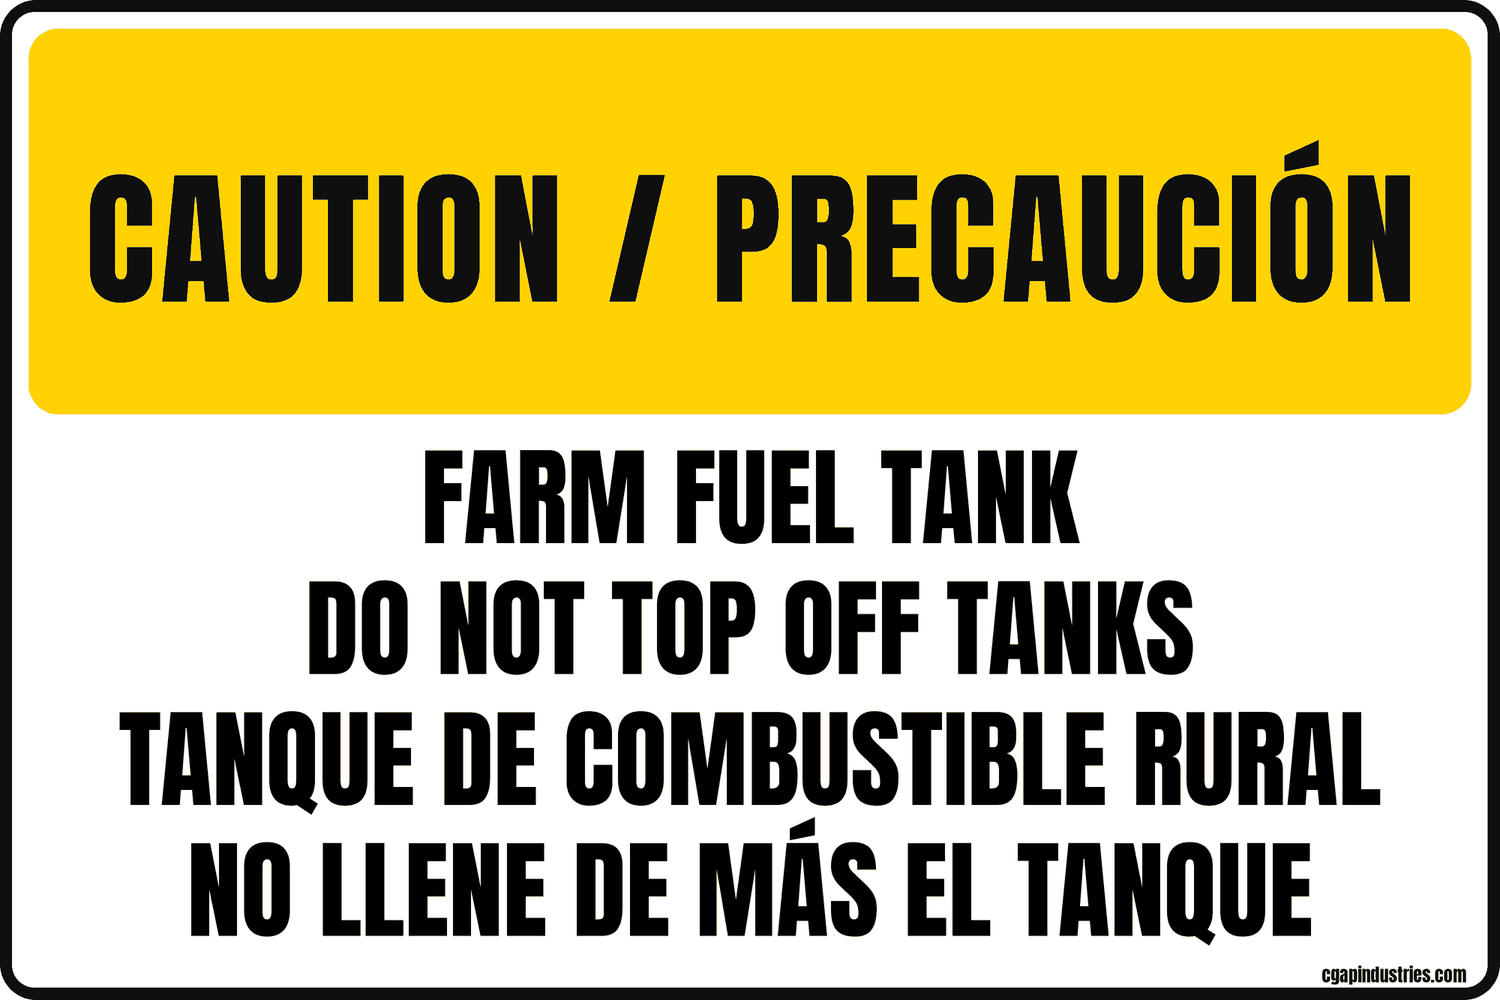 CAUTION / PRECAUCIÓN
FARM FUEL TANK
DO NOT TOP OFF TANKS
TANQUE DE COMBUSTIBLE RURAL
NO LLENE DE MÁS EL TANQUE
cgapindustries.com